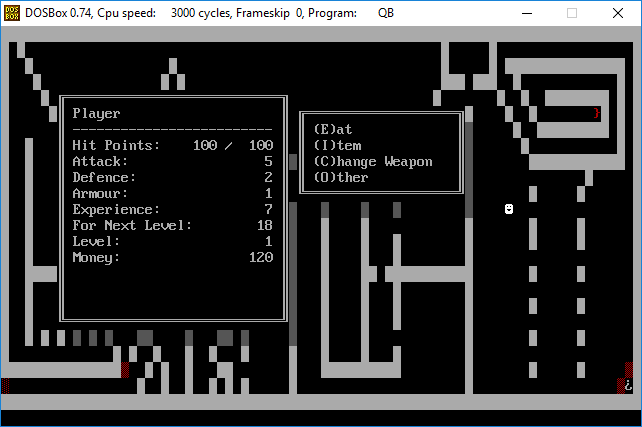 DOSBox 0.74, Cpu speed: 3000 cycles, Frameskip 0, Program: QB
Player
-------------------------
Hit Points: 100 / 100
Attack: 5
Defence: 2
Armour: 1
Experience: 7
For Next Level: 18
Level: 1
Money: 120
(E)at
(I)tem
(C)hange Weapon
(O)ther
}
¿